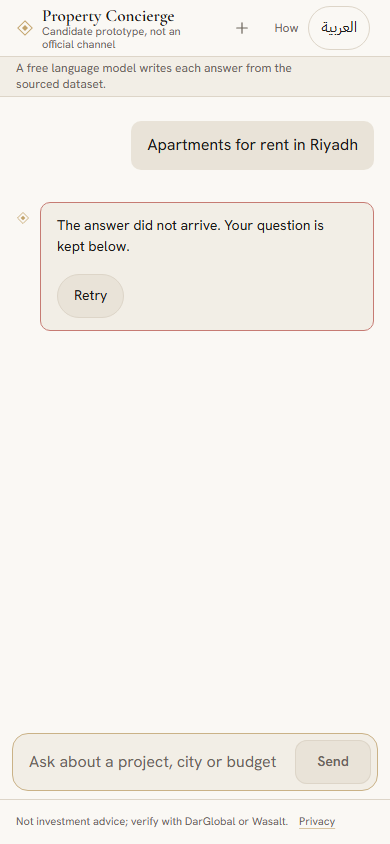 Property Concierge
Candidate prototype, not an
official channel
+
How
العربية
A free language model writes each answer from the
sourced dataset.
Apartments for rent in Riyadh
The answer did not arrive. Your question is
kept below.
Retry
Ask about a project, city or budget
Send
Not investment advice; verify with DarGlobal or Wasalt.
Privacy